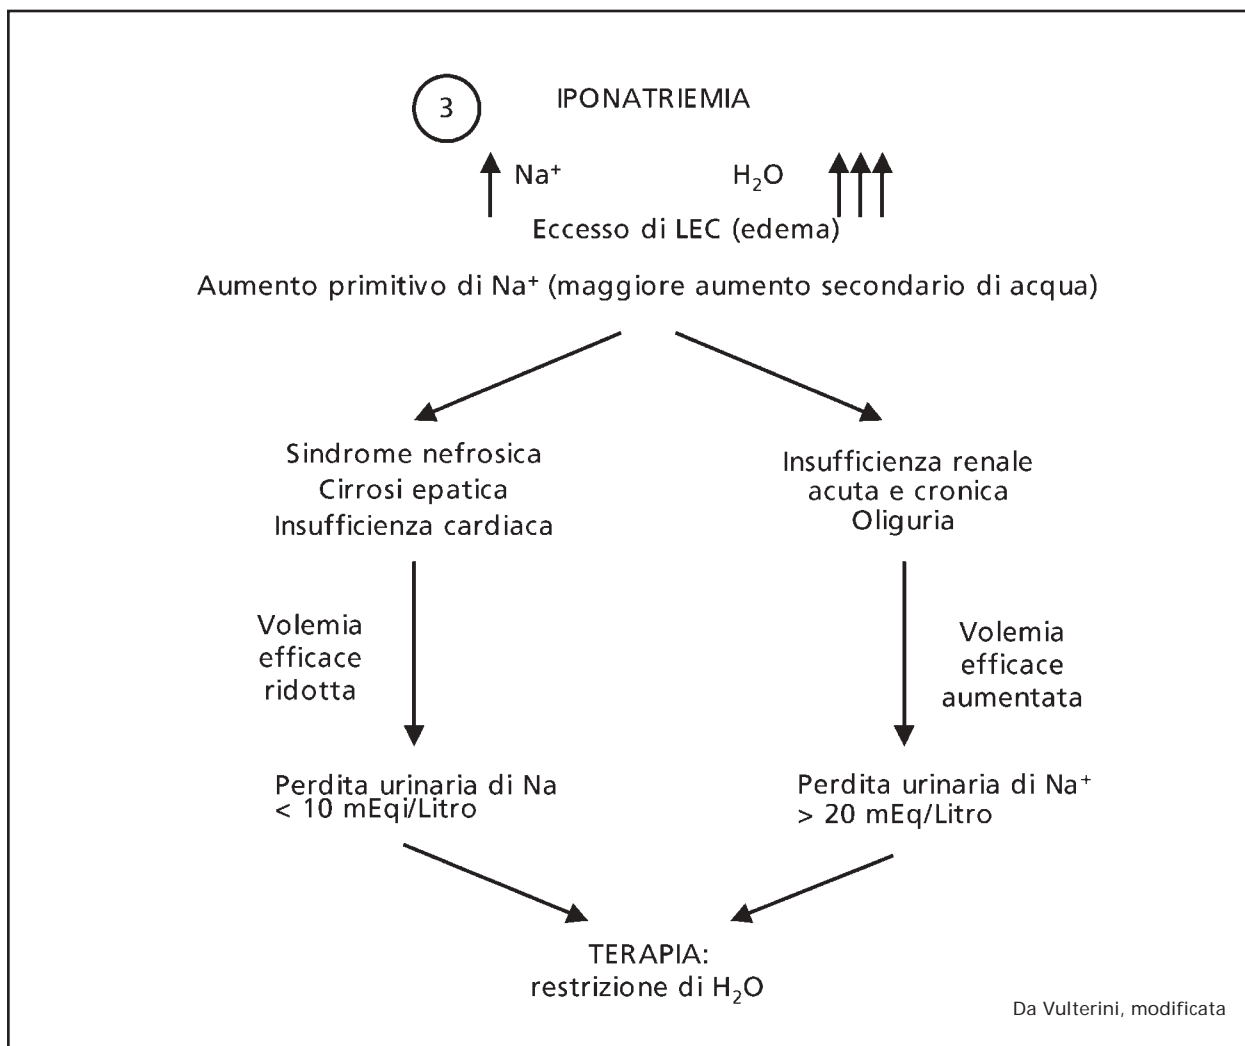 3 IPONATRIEMIA
Na⁺ H₂O
Eccesso di LEC (edema)
Aumento primitivo di Na⁺ (maggiore aumento secondario di acqua)
Sindrome nefrosica
Cirrosi epatica
Insufficienza cardiaca
Insufficienza renale
acuta e cronica
Oliguria
Volemia
efficace
ridotta
Volemia
efficace
aumentata
Perdita urinaria di Na
< 10 mEqi/Litro
Perdita urinaria di Na⁺
> 20 mEq/Litro
TERAPIA:
restrizione di H₂O
Da Vulterini, modificata